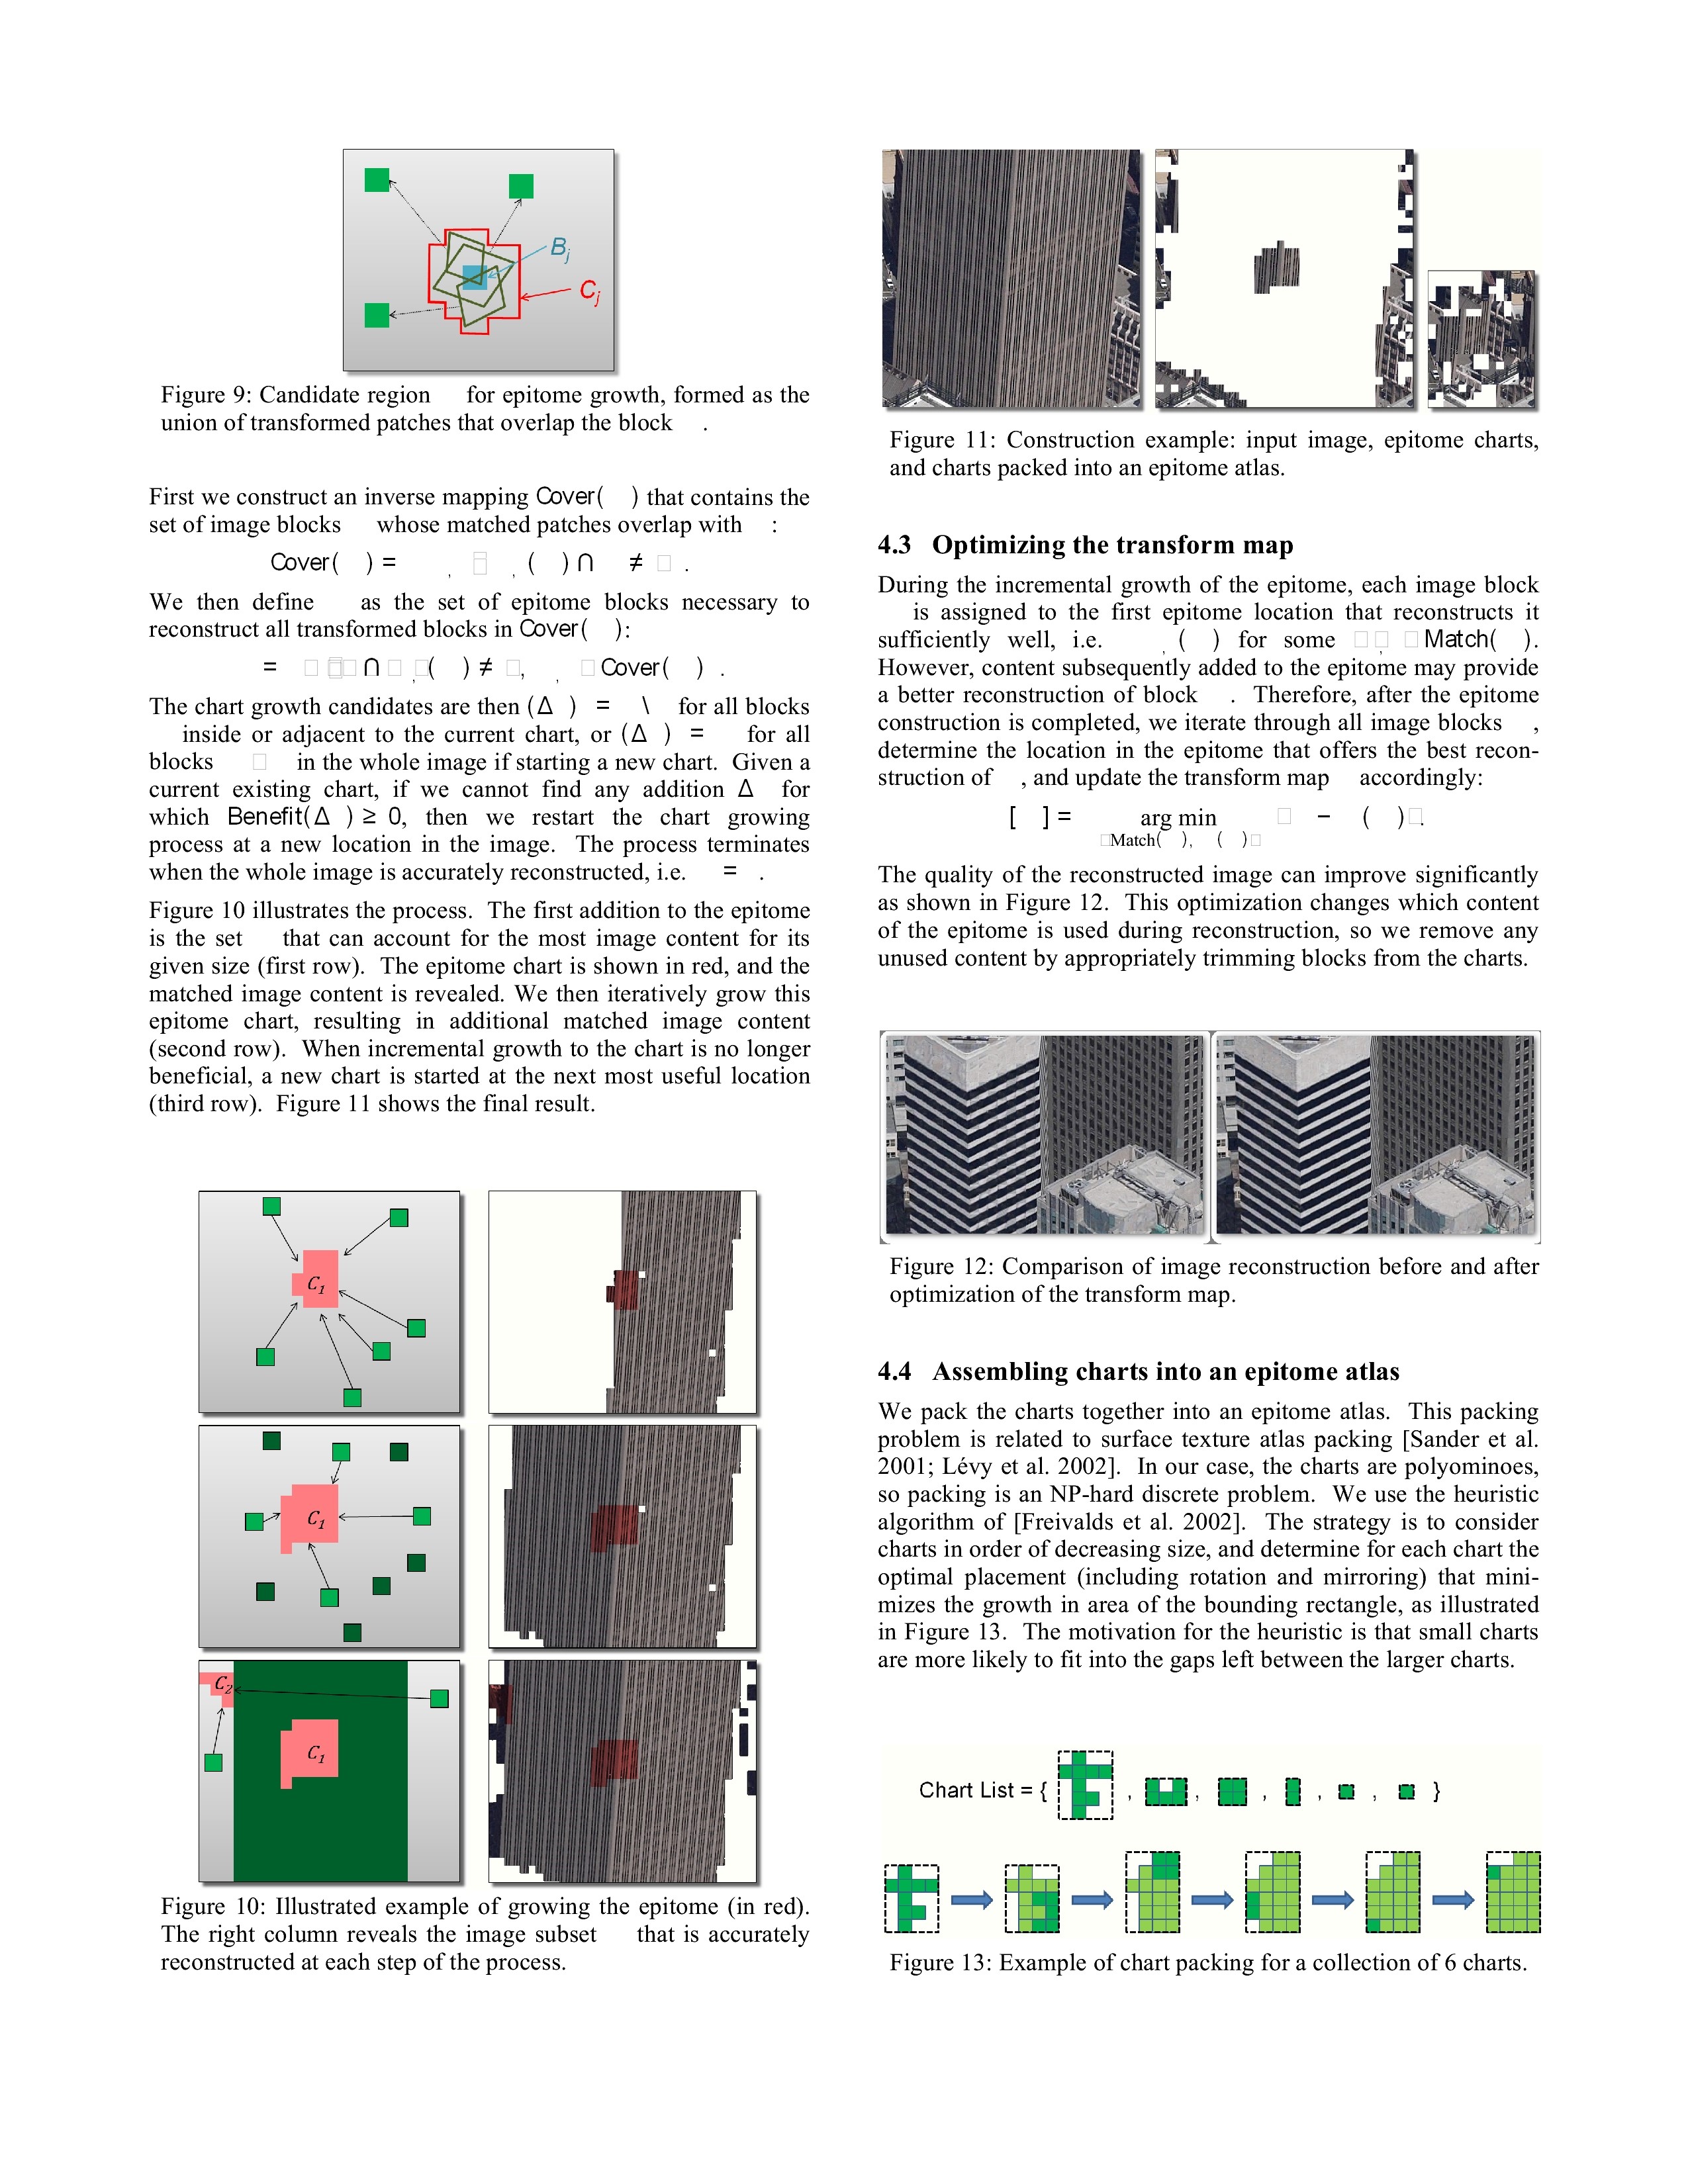 B_j
C_j
Figure 9: Candidate region for epitome growth, formed as the
union of transformed patches that overlap the block .
First we construct an inverse mapping Cover( ) that contains the
set of image blocks whose matched patches overlap with :
Cover( ) = , □ , ( ) ∩ ≠ □ .
We then define as the set of epitome blocks necessary to
reconstruct all transformed blocks in Cover( ):
= □ □ ∩ □ , ( ) ≠ □, , □ Cover( ) .
The chart growth candidates are then (Δ ) = \ for all blocks
inside or adjacent to the current chart, or (Δ ) = for all
blocks □ in the whole image if starting a new chart. Given a
current existing chart, if we cannot find any addition Δ for
which Benefit(Δ ) ≥ 0, then we restart the chart growing
process at a new location in the image. The process terminates
when the whole image is accurately reconstructed, i.e. = .
Figure 10 illustrates the process. The first addition to the epitome
is the set that can account for the most image content for its
given size (first row). The epitome chart is shown in red, and the
matched image content is revealed. We then iteratively grow this
epitome chart, resulting in additional matched image content
(second row). When incremental growth to the chart is no longer
beneficial, a new chart is started at the next most useful location
(third row). Figure 11 shows the final result.
C_1
C_1
C_2
C_1
Figure 10: Illustrated example of growing the epitome (in red).
The right column reveals the image subset that is accurately
reconstructed at each step of the process.
Figure 11: Construction example: input image, epitome charts,
and charts packed into an epitome atlas.
4.3 Optimizing the transform map
During the incremental growth of the epitome, each image block
is assigned to the first epitome location that reconstructs it
sufficiently well, i.e. , ( ) for some □ □ , □ Match( ).
However, content subsequently added to the epitome may provide
a better reconstruction of block . Therefore, after the epitome
construction is completed, we iterate through all image blocks ,
determine the location in the epitome that offers the best recon-
struction of , and update the transform map accordingly:
[ ] = arg min □ − ( )□.
□Match( ), ( )□
The quality of the reconstructed image can improve significantly
as shown in Figure 12. This optimization changes which content
of the epitome is used during reconstruction, so we remove any
unused content by appropriately trimming blocks from the charts.
Figure 12: Comparison of image reconstruction before and after
optimization of the transform map.
4.4 Assembling charts into an epitome atlas
We pack the charts together into an epitome atlas. This packing
problem is related to surface texture atlas packing [Sander et al.
2001; Lévy et al. 2002]. In our case, the charts are polyominoes,
so packing is an NP-hard discrete problem. We use the heuristic
algorithm of [Freivalds et al. 2002]. The strategy is to consider
charts in order of decreasing size, and determine for each chart the
optimal placement (including rotation and mirroring) that mini-
mizes the growth in area of the bounding rectangle, as illustrated
in Figure 13. The motivation for the heuristic is that small charts
are more likely to fit into the gaps left between the larger charts.
Chart List = { , , , , , }
Figure 13: Example of chart packing for a collection of 6 charts.